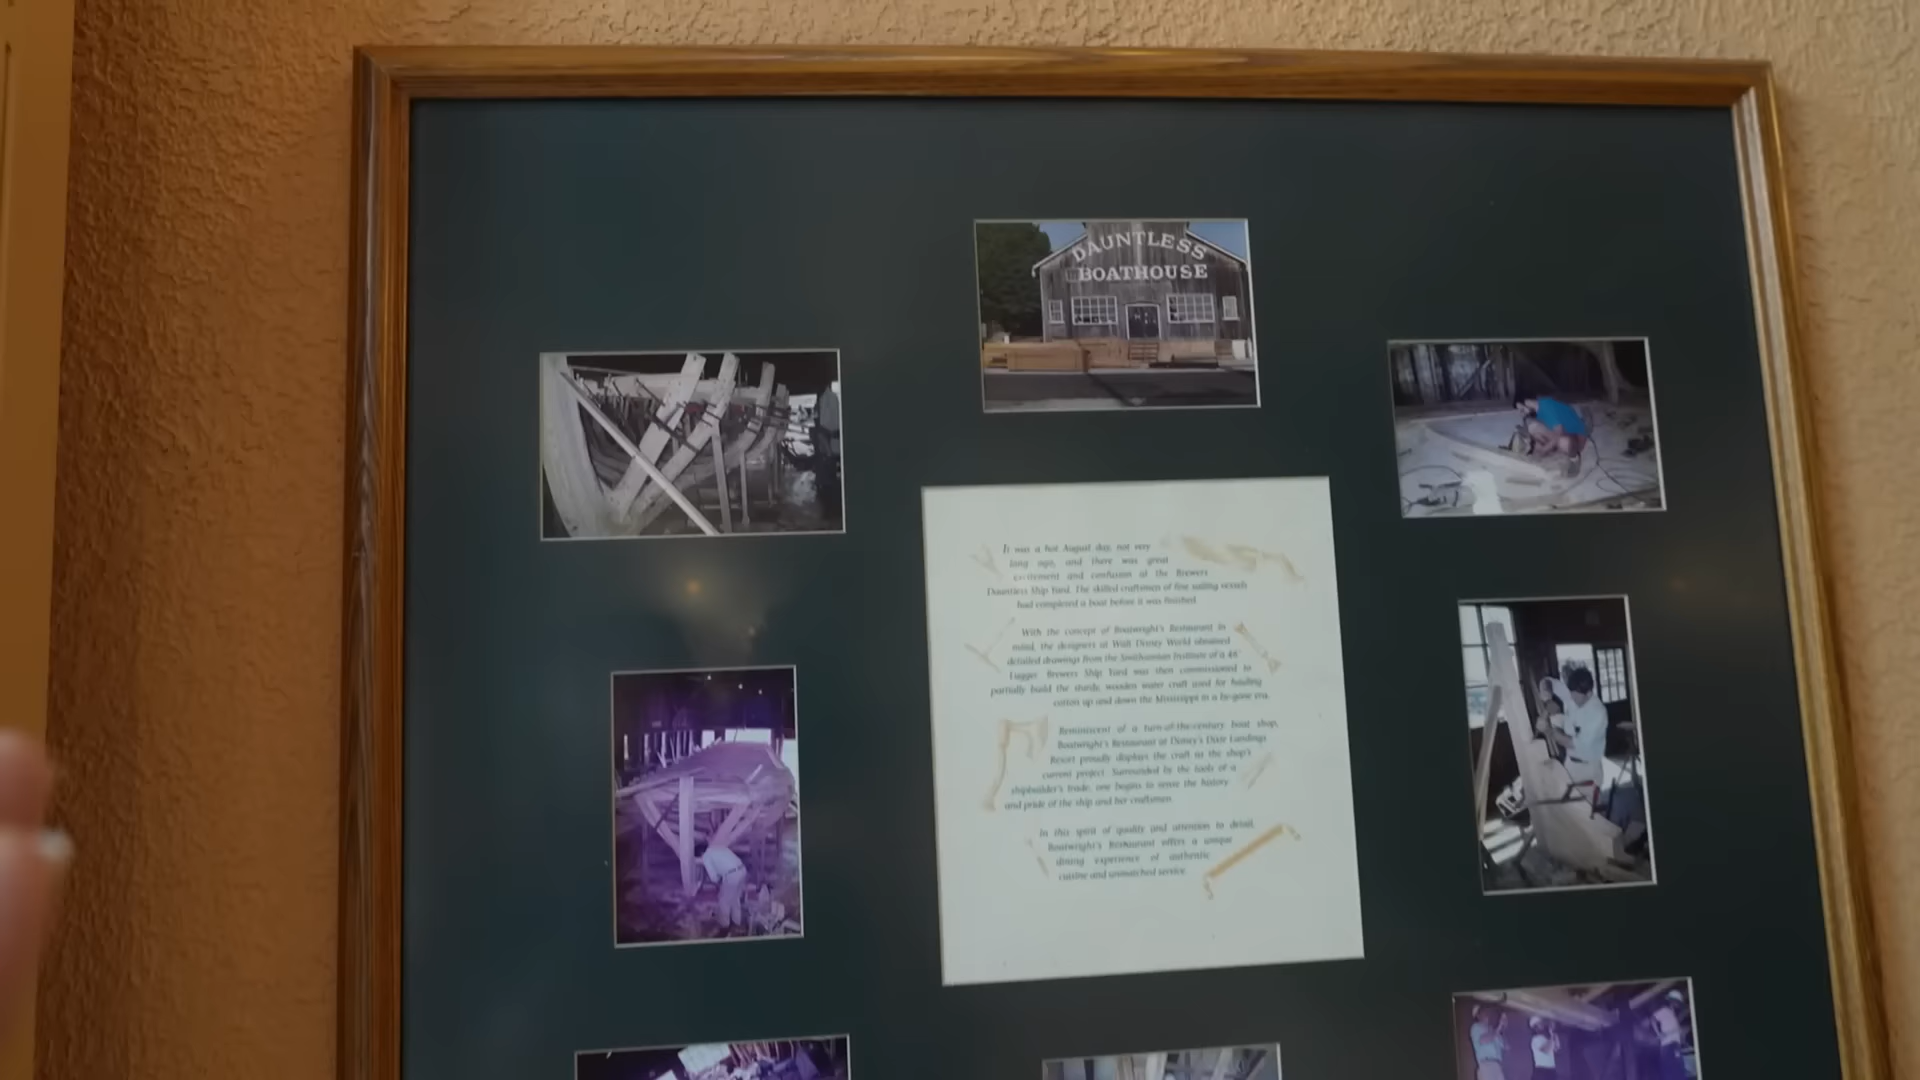 DAUNTLESS
BOATHOUSE
It was a hot August day, not very
long ago, and there was great
excitement and confusion at the Brewers
Dauntless Ship Yard. The skilled craftsmen of fine sailing vessels
had completed a boat before it was finished.
With the concept of Boatwright's Restaurant in
mind, the designers at Walt Disney World obtained
detailed drawings from the Smithsonian Institute of a 46'
Lugger. Brewers Ship Yard was then commissioned to
partially build the sturdy, wooden water craft used for hauling
cotton up and down the Mississippi in a by-gone era.
Reminiscent of a turn-of-the-century boat shop,
Boatwright's Restaurant at Disney's Dixie Landings
Resort proudly displays the craft as the shop's
current project. Surrounded by the tools of a
shipbuilder's trade, one begins to sense the history
and pride of the ship and her craftsmen.
In this spirit of quality and attention to detail,
Boatwright's Restaurant offers a unique
dining experience of authentic
cuisine and unmatched service.